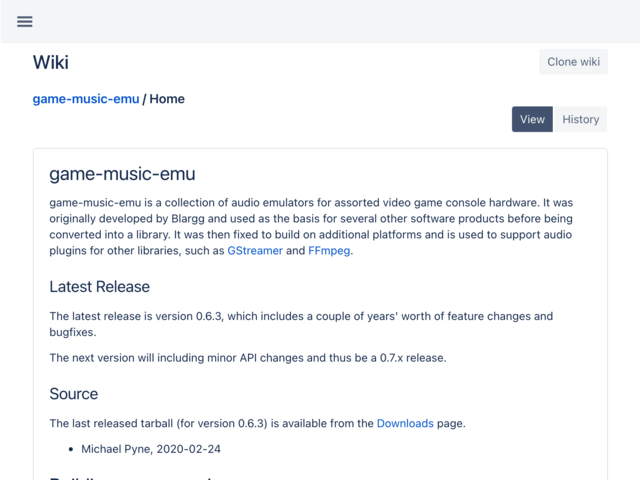 Wiki
Clone wiki
game-music-emu / Home
View
History
game-music-emu
game-music-emu is a collection of audio emulators for assorted video game console hardware. It was
originally developed by Blargg and used as the basis for several other software products before being
converted into a library. It was then fixed to build on additional platforms and is used to support audio
plugins for other libraries, such as GStreamer and FFmpeg.
Latest Release
The latest release is version 0.6.3, which includes a couple of years' worth of feature changes and
bugfixes.
The next version will including minor API changes and thus be a 0.7.x release.
Source
The last released tarball (for version 0.6.3) is available from the Downloads page.
• Michael Pyne, 2020-02-24